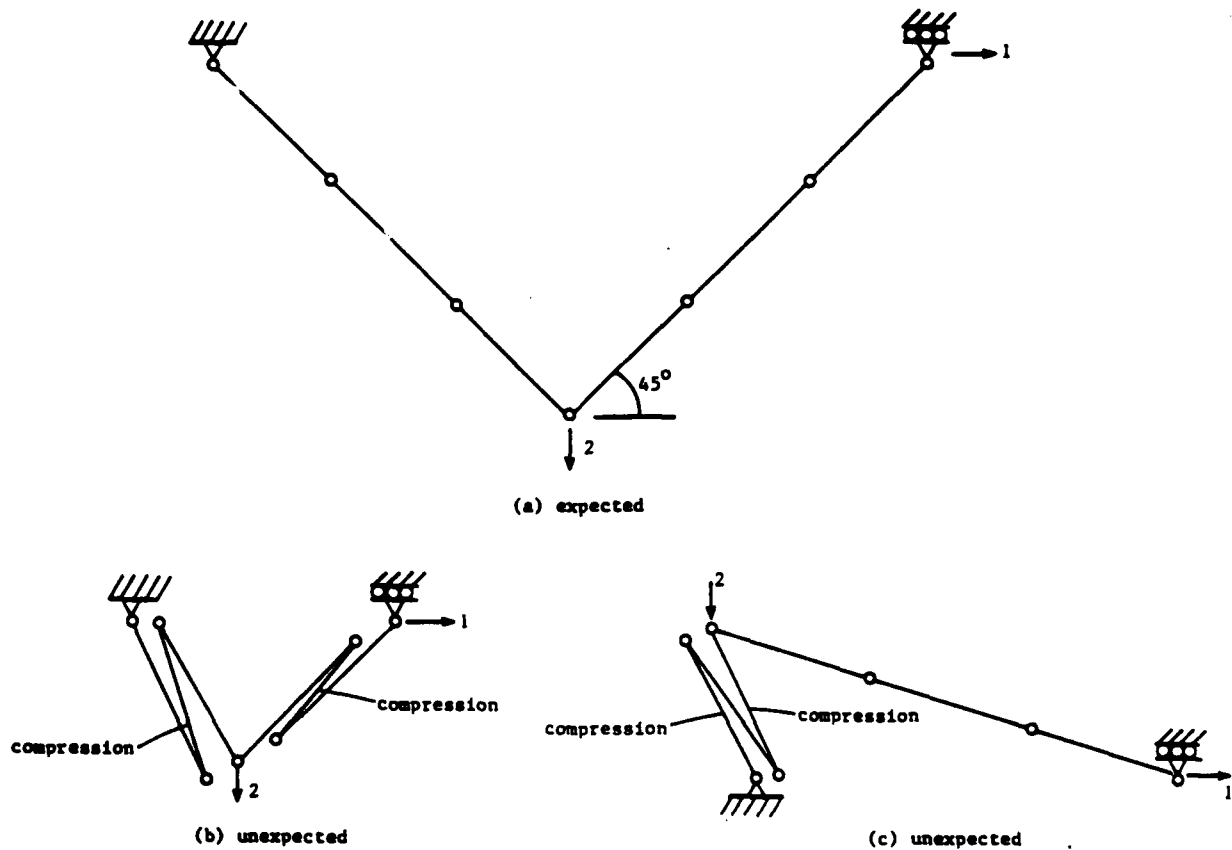 1
45°
2
(a) expected
1
compression
compression
2
(b) unexpected
2
compression
compression
1
(c) unexpected